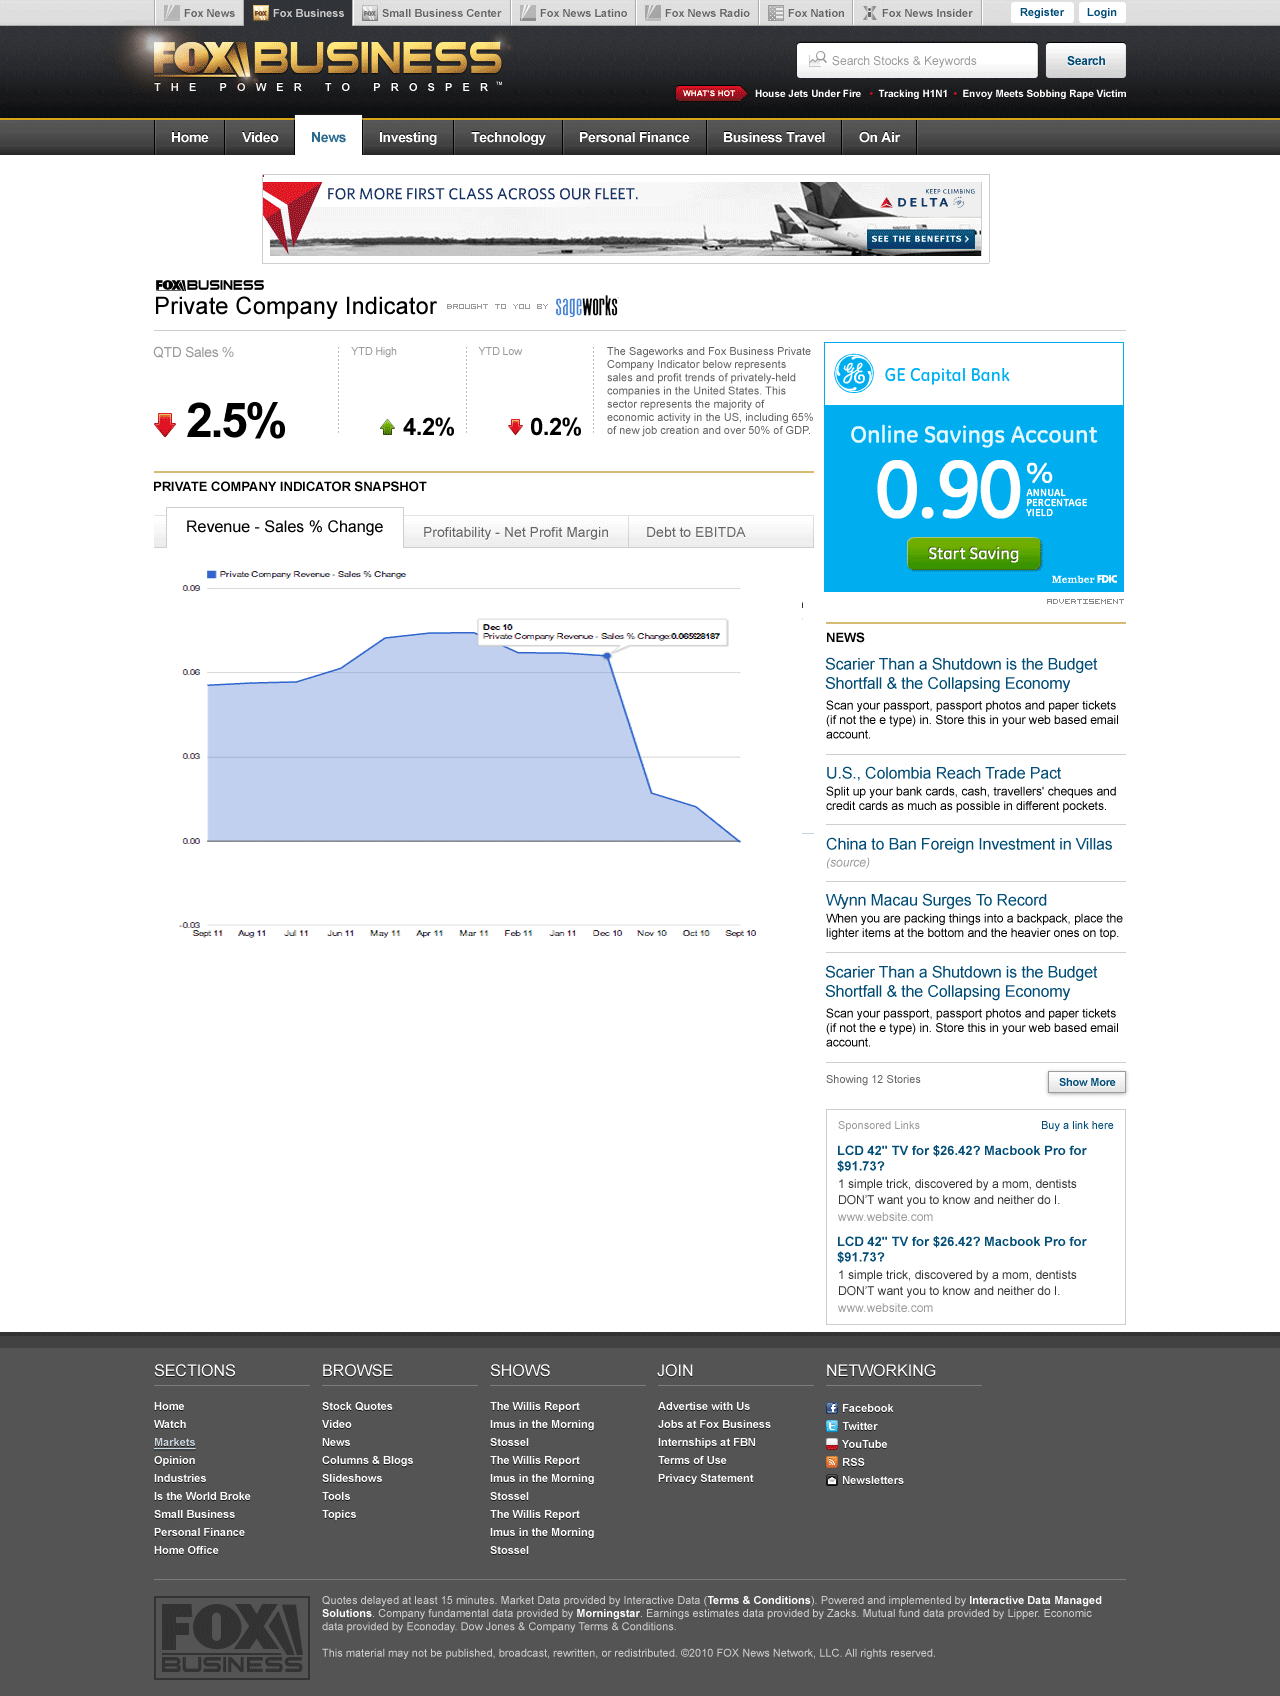 Fox News
Fox Business
Small Business Center
Fox News Latino
Fox News Radio
Fox Nation
Fox News Insider
Register
Login
FOX BUSINESS
THE POWER TO PROSPER™
Search Stocks & Keywords
Search
WHAT'S HOT
House Jets Under Fire • Tracking H1N1 • Envoy Meets Sobbing Rape Victim
Home
Video
News
Investing
Technology
Personal Finance
Business Travel
On Air
FOR MORE FIRST CLASS ACROSS OUR FLEET.
KEEP CLIMBING
DELTA
SEE THE BENEFITS >
FOX BUSINESS
Private Company Indicator
BROUGHT TO YOU BY
sageworks
QTD Sales %
2.5%
YTD High
4.2%
YTD Low
0.2%
The Sageworks and Fox Business Private
Company Indicator below represents
sales and profit trends of privately-held
companies in the United States. This
sector represents the majority of
economic activity in the US, including 65%
of new job creation and over 50% of GDP.
PRIVATE COMPANY INDICATOR SNAPSHOT
Revenue - Sales % Change
Profitability - Net Profit Margin
Debt to EBITDA
Private Company Revenue - Sales % Change
0.09
Dec 10
Private Company Revenue - Sales % Change:0.065928187
0.06
0.03
0.00
-0.03
Sept 11
Aug 11
Jul 11
Jun 11
May 11
Apr 11
Mar 11
Feb 11
Jan 11
Dec 10
Nov 10
Oct 10
Sept 10
GE Capital Bank
Online Savings Account
0.90%
ANNUAL
PERCENTAGE
YIELD
Start Saving
Member FDIC
ADVERTISEMENT
NEWS
Scarier Than a Shutdown is the Budget
Shortfall & the Collapsing Economy
Scan your passport, passport photos and paper tickets
(if not the e type) in. Store this in your web based email
account.
U.S., Colombia Reach Trade Pact
Split up your bank cards, cash, travellers' cheques and
credit cards as much as possible in different pockets.
China to Ban Foreign Investment in Villas
(source)
Wynn Macau Surges To Record
When you are packing things into a backpack, place the
lighter items at the bottom and the heavier ones on top.
Scarier Than a Shutdown is the Budget
Shortfall & the Collapsing Economy
Scan your passport, passport photos and paper tickets
(if not the e type) in. Store this in your web based email
account.
Showing 12 Stories
Show More
Sponsored Links
Buy a link here
LCD 42" TV for $26.42? Macbook Pro for
$91.73?
1 simple trick, discovered by a mom, dentists
DON'T want you to know and neither do I.
www.website.com
LCD 42" TV for $26.42? Macbook Pro for
$91.73?
1 simple trick, discovered by a mom, dentists
DON'T want you to know and neither do I.
www.website.com
SECTIONS
Home
Watch
Markets
Opinion
Industries
Is the World Broke
Small Business
Personal Finance
Home Office
BROWSE
Stock Quotes
Video
News
Columns & Blogs
Slideshows
Tools
Topics
SHOWS
The Willis Report
Imus in the Morning
Stossel
The Willis Report
Imus in the Morning
Stossel
The Willis Report
Imus in the Morning
Stossel
JOIN
Advertise with Us
Jobs at Fox Business
Internships at FBN
Terms of Use
Privacy Statement
NETWORKING
Facebook
Twitter
YouTube
RSS
Newsletters
FOX
BUSINESS
Quotes delayed at least 15 minutes. Market Data provided by Interactive Data (Terms & Conditions). Powered and implemented by Interactive Data Managed
Solutions. Company fundamental data provided by Morningstar. Earnings estimates data provided by Zacks. Mutual fund data provided by Lipper. Economic
data provided by Econoday. Dow Jones & Company Terms & Conditions.
This material may not be published, broadcast, rewritten, or redistributed. ©2010 FOX News Network, LLC. All rights reserved.